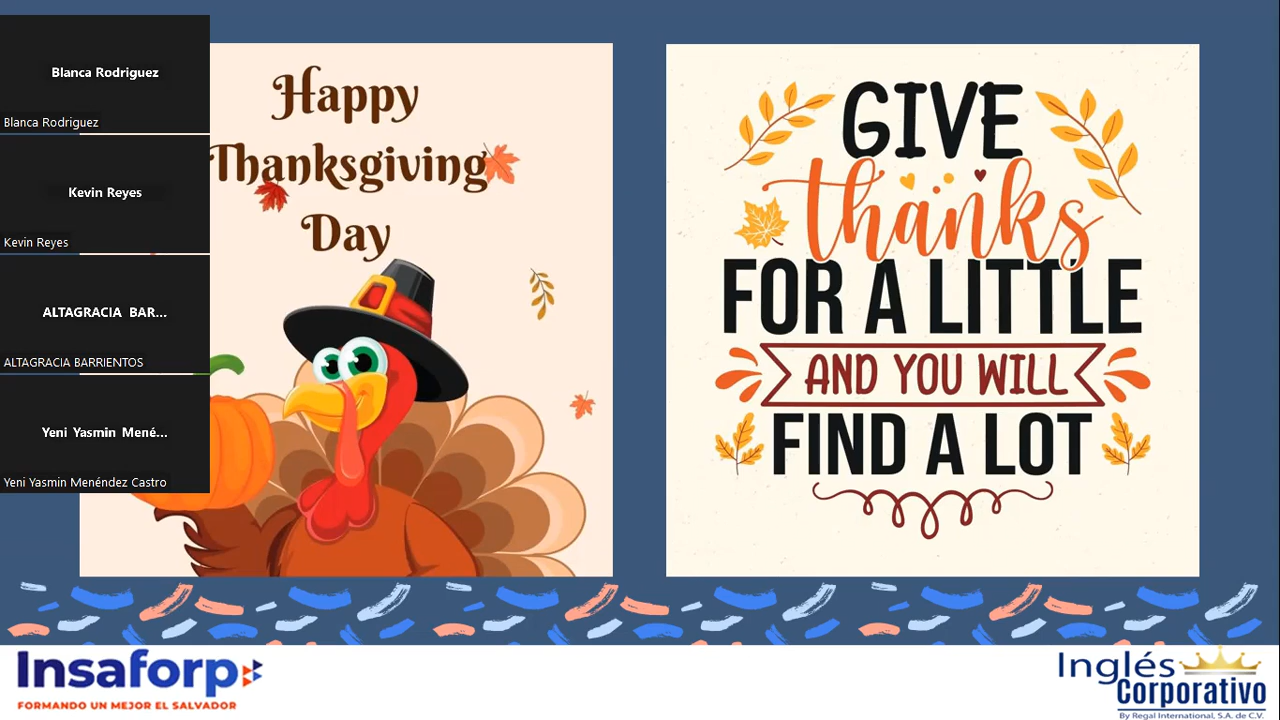 Blanca Rodriguez
Blanca Rodriguez
Kevin Reyes
Kevin Reyes
ALTAGRACIA BAR...
ALTAGRACIA BARRIENTOS
Yeni Yasmin Mené...
Yeni Yasmin Menéndez Castro
Happy
Thanksgiving
Day
GIVE
thanks
FOR A LITTLE
AND YOU WILL
FIND A LOT
Insaforp
FORMANDO UN MEJOR EL SALVADOR
Inglés
Corporativo
By Regal International, S.A. de C.V.